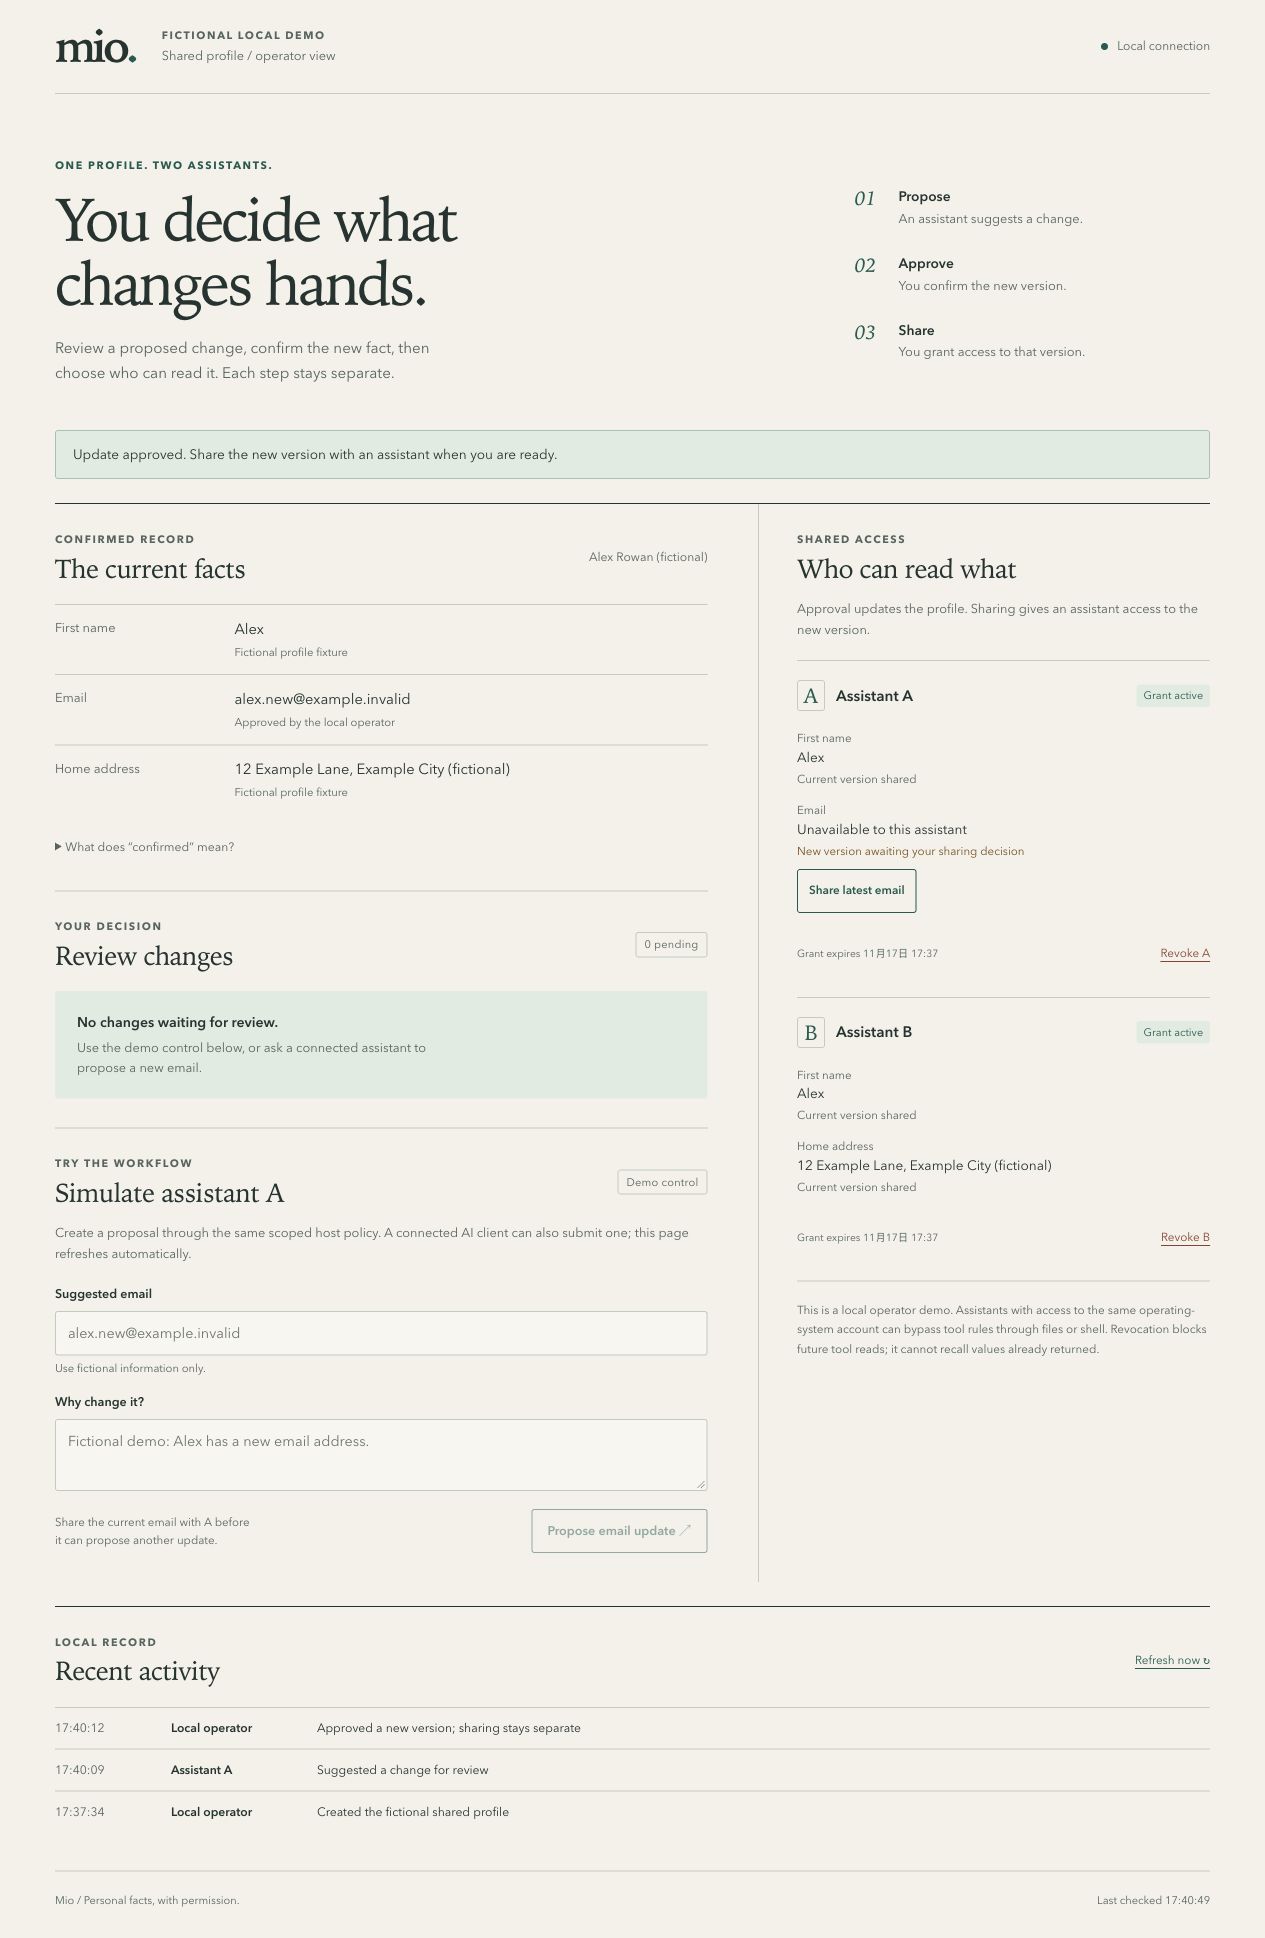 mio.
FICTIONAL LOCAL DEMO
Shared profile / operator view
Local connection
ONE PROFILE. TWO ASSISTANTS.
You decide what
changes hands.
Review a proposed change, confirm the new fact, then
choose who can read it. Each step stays separate.
01 Propose
An assistant suggests a change.
02 Approve
You confirm the new version.
03 Share
You grant access to that version.
Update approved. Share the new version with an assistant when you are ready.
CONFIRMED RECORD
The current facts
Alex Rowan (fictional)
First name
Alex
Fictional profile fixture
Email
alex.new@example.invalid
Approved by the local operator
Home address
12 Example Lane, Example City (fictional)
Fictional profile fixture
▶ What does “confirmed” mean?
YOUR DECISION
Review changes
0 pending
No changes waiting for review.
Use the demo control below, or ask a connected assistant to
propose a new email.
TRY THE WORKFLOW
Simulate assistant A
Demo control
Create a proposal through the same scoped host policy. A connected AI client can also submit one; this page
refreshes automatically.
Suggested email
alex.new@example.invalid
Use fictional information only.
Why change it?
Fictional demo: Alex has a new email address.
Share the current email with A before
it can propose another update.
Propose email update ↗
SHARED ACCESS
Who can read what
Approval updates the profile. Sharing gives an assistant access to the
new version.
A Assistant A
Grant active
First name
Alex
Current version shared
Email
Unavailable to this assistant
New version awaiting your sharing decision
Share latest email
Grant expires 11月17日 17:37
Revoke A
B Assistant B
Grant active
First name
Alex
Current version shared
Home address
12 Example Lane, Example City (fictional)
Current version shared
Grant expires 11月17日 17:37
Revoke B
This is a local operator demo. Assistants with access to the same operating-
system account can bypass tool rules through files or shell. Revocation blocks
future tool reads; it cannot recall values already returned.
LOCAL RECORD
Recent activity
Refresh now ↻
17:40:12 Local operator Approved a new version; sharing stays separate
17:40:09 Assistant A Suggested a change for review
17:37:34 Local operator Created the fictional shared profile
Mio / Personal facts, with permission.
Last checked 17:40:49